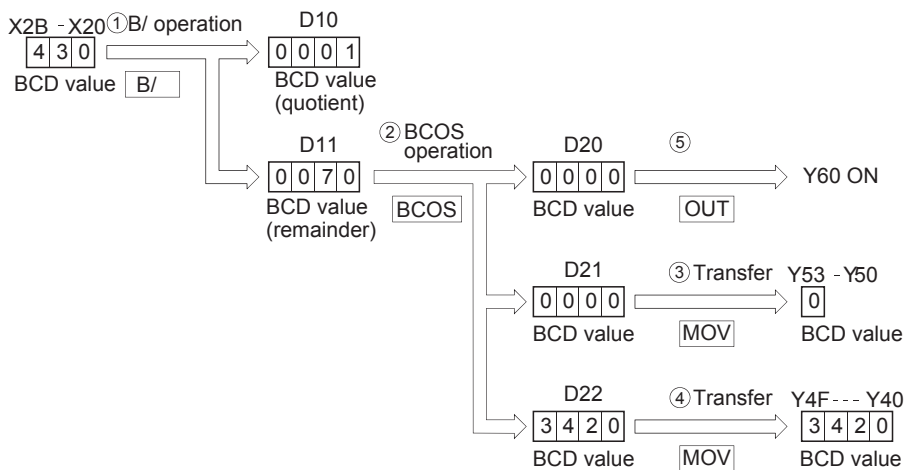 X2B - X20 ①B/ operation
4 3 0
BCD value B/
D10
0 0 0 1
BCD value
(quotient)
D11
0 0 7 0
BCD value
(remainder)
②BCOS
operation
BCOS
D20
0 0 0 0
BCD value
⑤
OUT
Y60 ON
D21
0 0 0 0
BCD value
③Transfer
MOV
Y53 - Y50
0
BCD value
D22
3 4 2 0
BCD value
④Transfer
MOV
Y4F --- Y40
3 4 2 0
BCD value